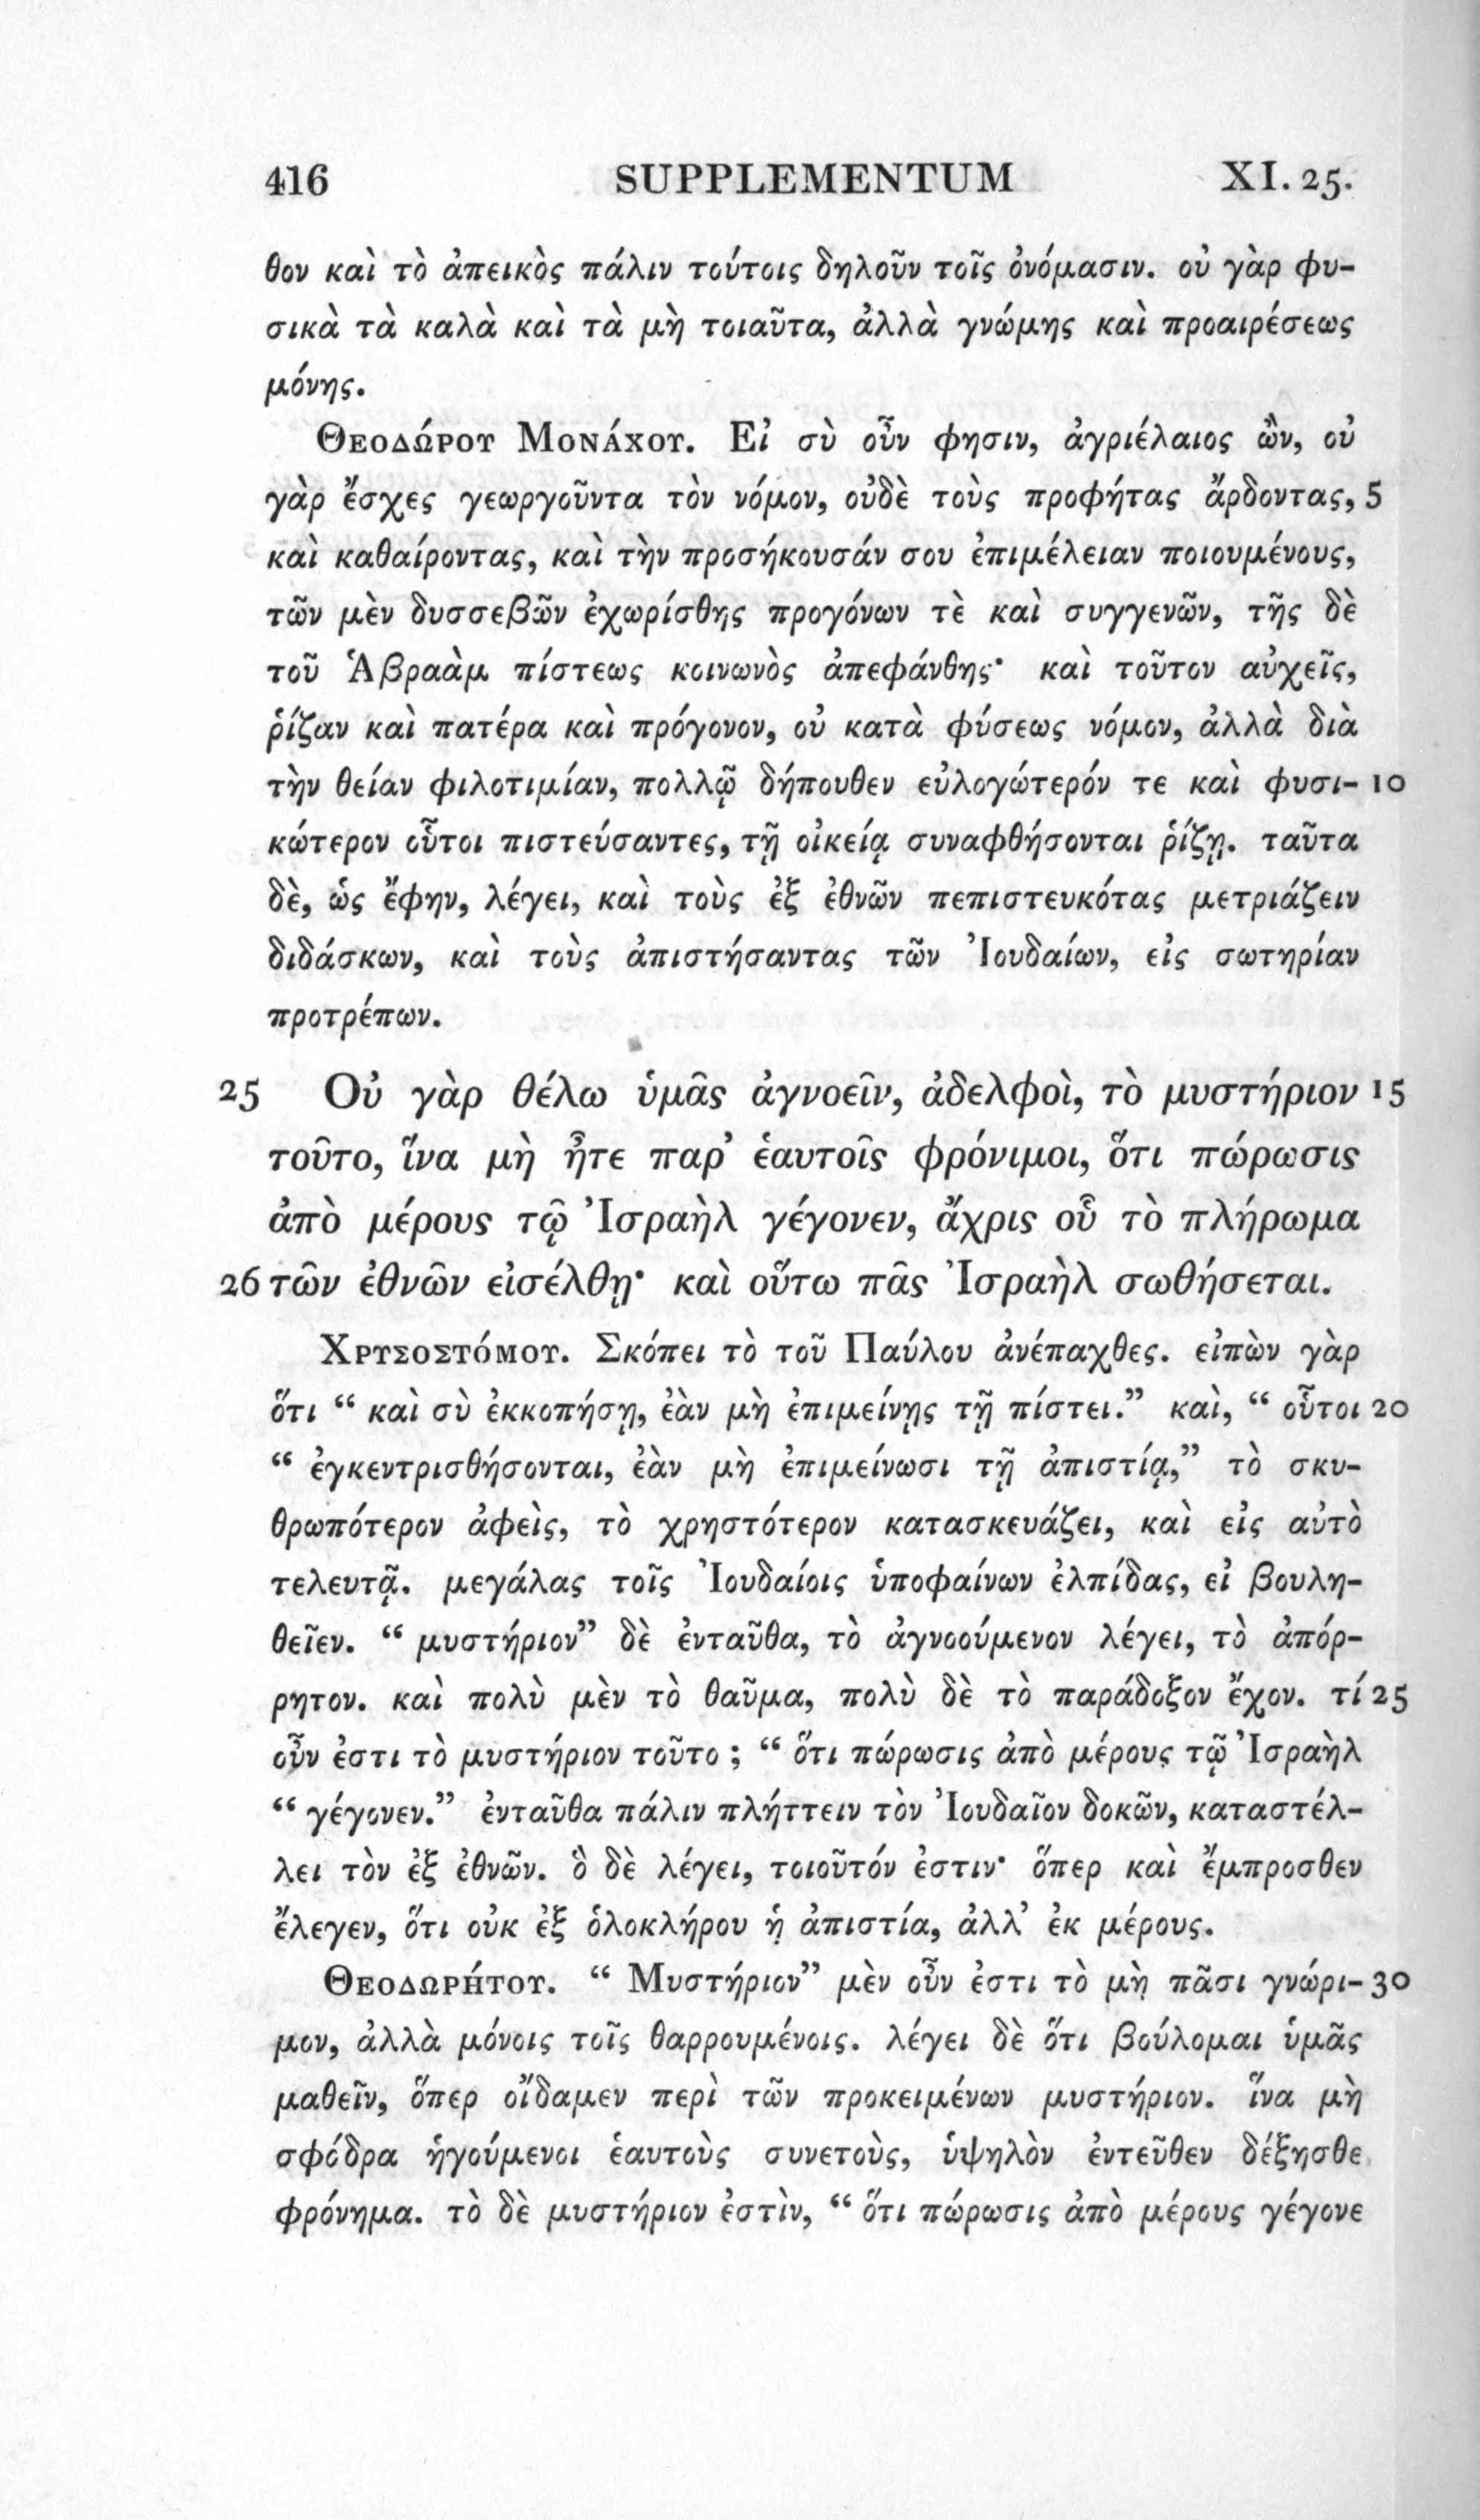 416 SUPPLEMENTUM XI. 25.
θον καὶ τὸ ἀπεικὸς πάλιν τούτοις δηλοῦν τοῖς ὀνόμασιν. οὐ γὰρ φυ-
σικὰ τὰ καλὰ καὶ τὰ μὴ τοιαῦτα, ἀλλὰ γνώμης καὶ προαιρέσεως
μόνης.
Θεοδώρου Μονάχου. Εἰ σὺ οὖν φησιν, ἀγριέλαιος ὢν, οὐ
γὰρ ἔσχες γεωργοῦντα τὸν νόμον, οὐδὲ τοὺς προφήτας ἄρδοντας, 5
καὶ καθαίροντας, καὶ τὴν προσήκουσάν σου ἐπιμέλειαν ποιουμένους,
τῶν μὲν δυσσεβῶν ἐχωρίσθης προγόνων τὲ καὶ συγγενῶν, τῆς δὲ
τοῦ Ἁβραὰμ πίστεως κοινωνὸς ἀπεφάνθης· καὶ τοῦτον αὐχεῖς,
ῥίζαν καὶ πατέρα καὶ πρόγονον, οὐ κατὰ φύσεως νόμον, ἀλλὰ διὰ
τὴν θείαν φιλοτιμίαν, πολλῷ δήπουθεν εὐλογώτερόν τε καὶ φυσι- 10
κώτερον οὗτοι πιστεύσαντες, τῇ οἰκείᾳ συναφθήσονται ῥίζῃ. ταῦτα
δὲ, ὡς ἔφην, λέγει, καὶ τοὺς ἐξ ἐθνῶν πεπιστευκότας μετριάζειν
διδάσκων, καὶ τοὺς ἀπιστήσαντας τῶν Ἰουδαίων, εἰς σωτηρίαν
προτρέπων.
25 Οὐ γὰρ θέλω ὑμᾶς ἀγνοεῖν, ἀδελφοὶ, τὸ μυστήριον 15
τοῦτο, ἵνα μὴ ἦτε παρ’ ἑαυτοῖς φρόνιμοι, ὅτι πώρωσις
ἀπὸ μέρους τῷ Ἰσραὴλ γέγονεν, ἄχρις οὗ τὸ πλήρωμα
26 τῶν ἐθνῶν εἰσέλθῃ· καὶ οὕτω πᾶς Ἰσραὴλ σωθήσεται.
Χρυσοστόμου. Σκόπει τὸ τοῦ Παύλου ἀνέπαχθες. εἰπὼν γὰρ
ὅτι “ καὶ σὺ ἐκκοπήσῃ, ἐὰν μὴ ἐπιμείνῃς τῇ πίστει.” καὶ, “ οὗτοι 20
“ ἐγκεντρισθήσονται, ἐὰν μὴ ἐπιμείνωσι τῇ ἀπιστίᾳ,” τὸ σκυ-
θρωπότερον ἀφεὶς, τὸ χρηστότερον κατασκευάζει, καὶ εἰς αὐτὸ
τελευτᾷ. μεγάλας τοῖς Ἰουδαίοις ὑποφαίνων ἐλπίδας, εἰ βουλη-
θεῖεν. “ μυστήριον” δὲ ἐνταῦθα, τὸ ἀγνοούμενον λέγει, τὸ ἀπόρ-
ρητον. καὶ πολὺ μὲν τὸ θαῦμα, πολὺ δὲ τὸ παράδοξον ἔχον. τί 25
οὖν ἐστι τὸ μυστήριον τοῦτο ; “ ὅτι πώρωσις ἀπὸ μέρους τῷ Ἰσραὴλ
“ γέγονεν.” ἐνταῦθα πάλιν πλήττειν τὸν Ἰουδαῖον δοκῶν, καταστέλ-
λει τὸν ἐξ ἐθνῶν. ὃ δὲ λέγει, τοιοῦτόν ἐστιν· ὅπερ καὶ ἔμπροσθεν
ἔλεγεν, ὅτι οὐκ ἐξ ὁλοκλήρου ἡ ἀπιστία, ἀλλ’ ἐκ μέρους.
Θεοδωρήτου. “ Μυστήριον” μὲν οὖν ἐστι τὸ μὴ πᾶσι γνώρι- 30
μον, ἀλλὰ μόνοις τοῖς θαρρουμένοις. λέγει δὲ ὅτι βούλομαι ὑμᾶς
μαθεῖν, ὅπερ οἴδαμεν περὶ τῶν προκειμένων μυστήριον. ἵνα μὴ
σφόδρα ἡγούμενοι ἑαυτοὺς συνετοὺς, ὑψηλὸν ἐντεῦθεν δέξησθε
φρόνημα. τὸ δὲ μυστήριον ἐστὶν, “ ὅτι πώρωσις ἀπὸ μέρους γέγονε